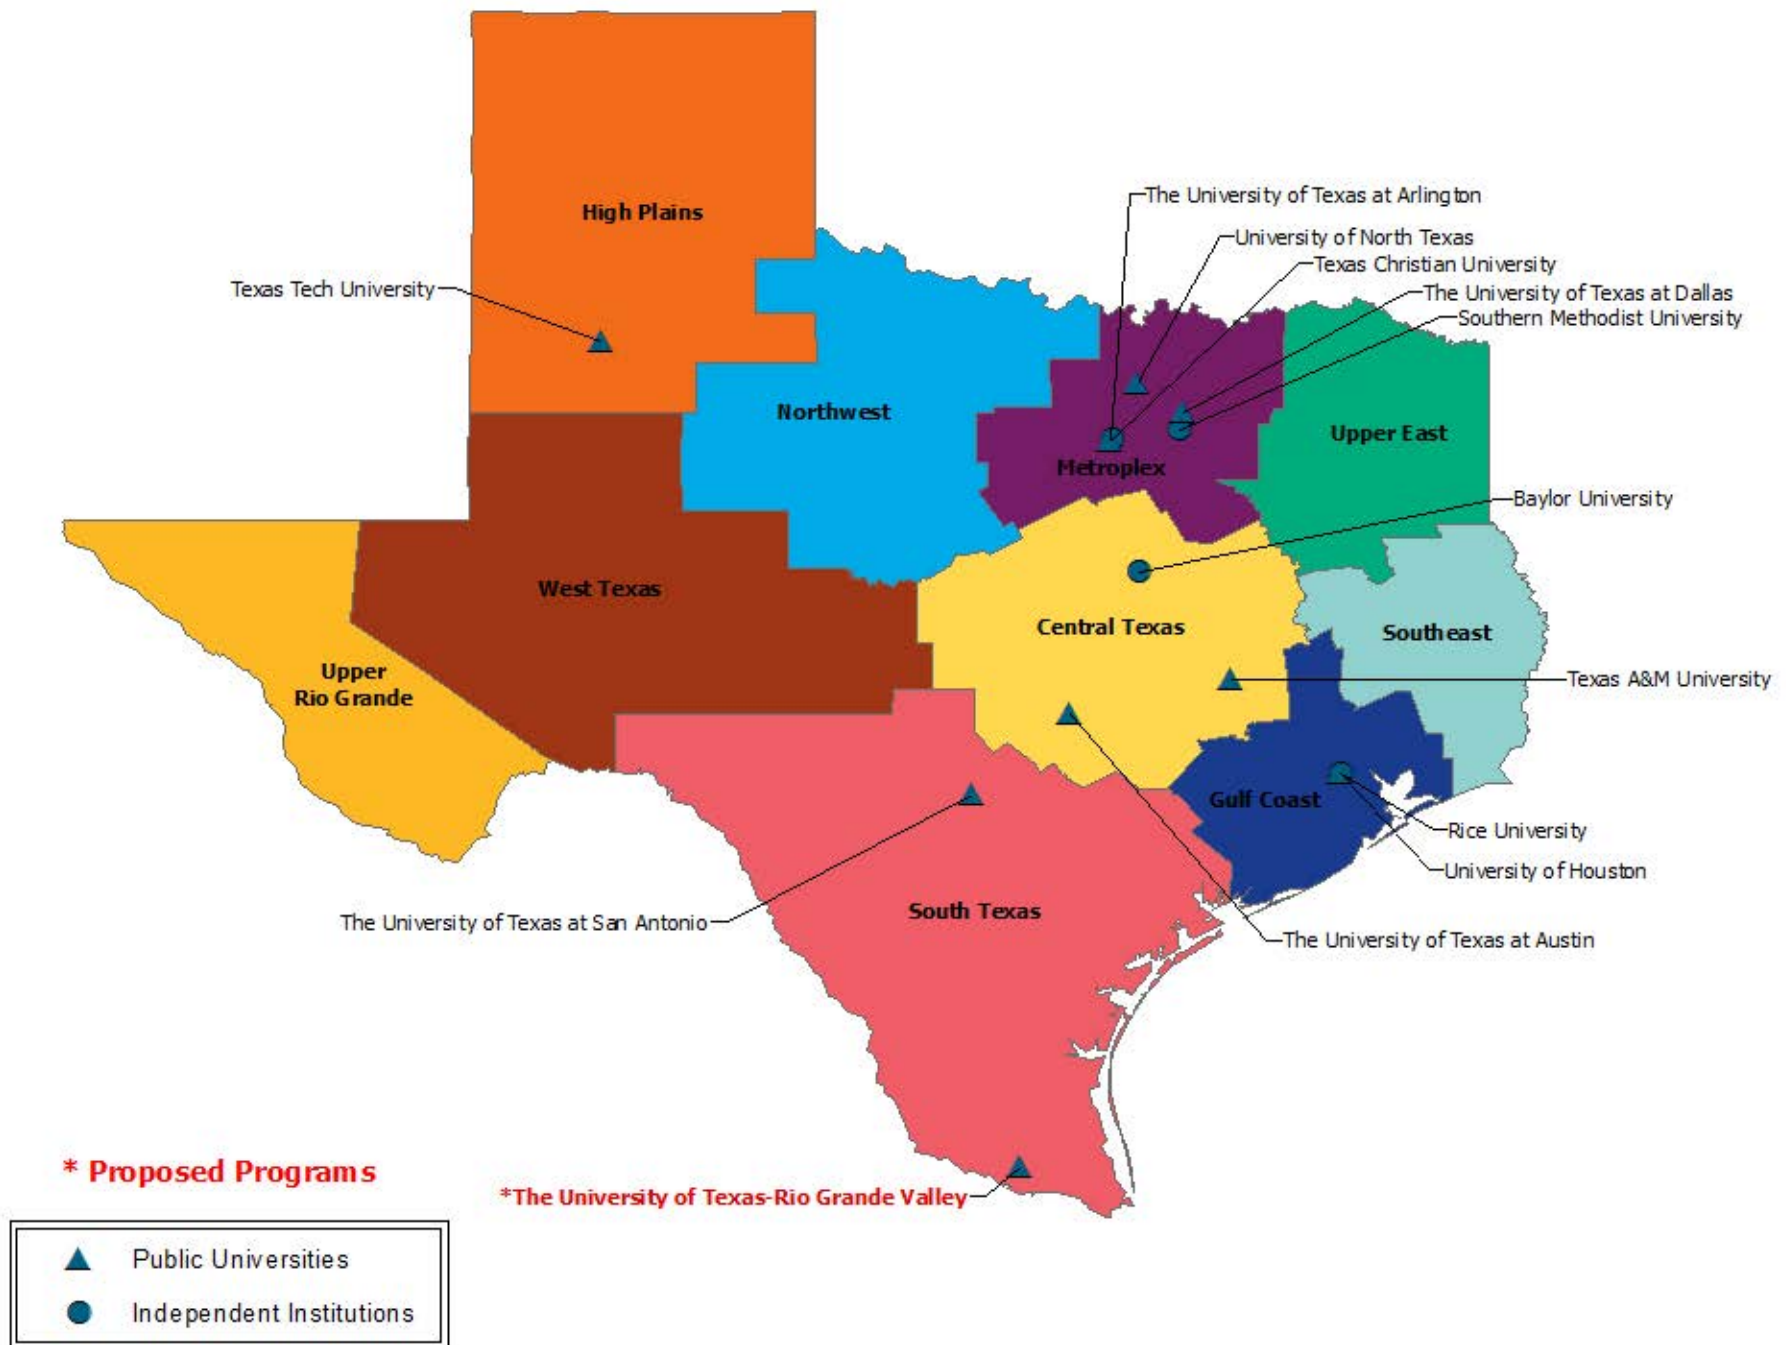 High Plains
The University of Texas at Arlington
University of North Texas
Texas Christian University
Texas Tech University
The University of Texas at Dallas
Southern Methodist University
Northwest
Upper East
Metroplex
Baylor University
West Texas
Central Texas
Southeast
Upper
Rio Grande
Texas A&M University
Gulf Coast
Rice University
University of Houston
South Texas
The University of Texas at San Antonio
The University of Texas at Austin
* Proposed Programs
*The University of Texas-Rio Grande Valley
Public Universities
Independent Institutions